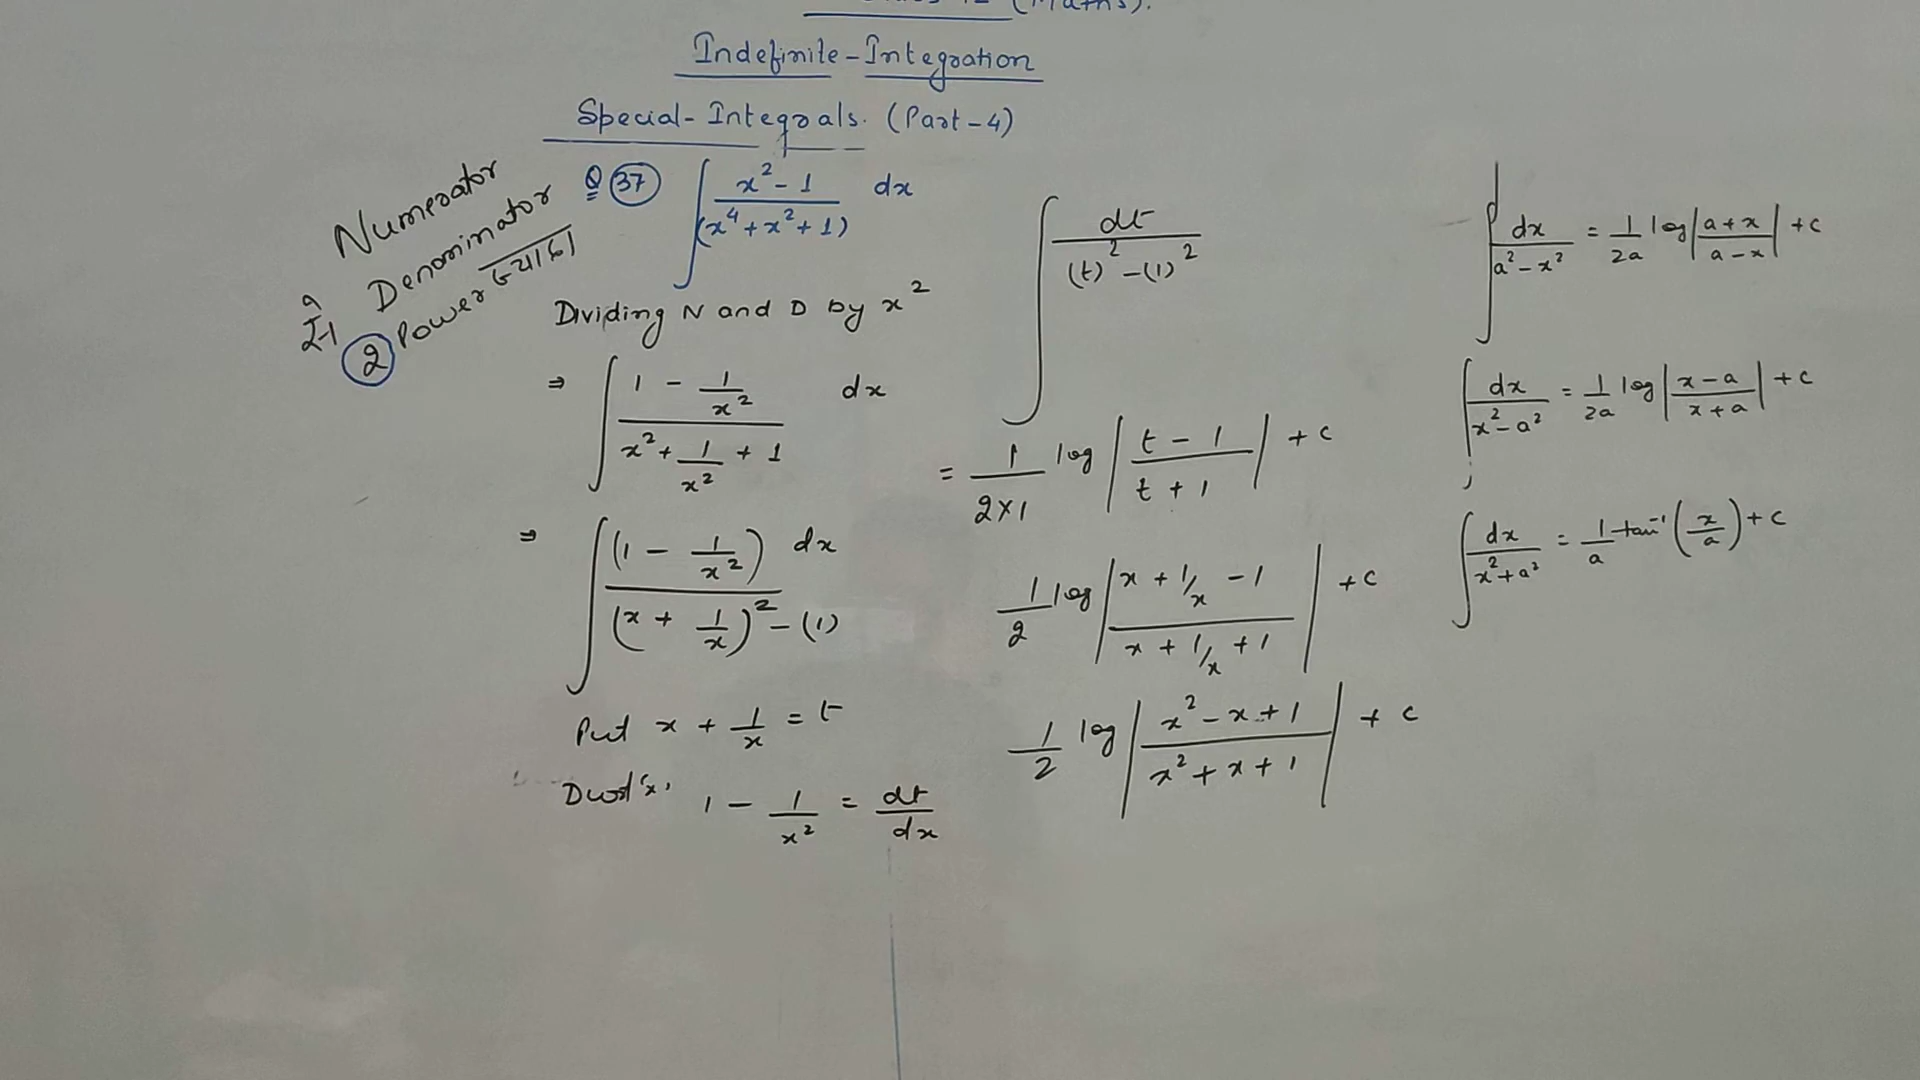 (Maths).
Indefinite-Integration
Special-Integrals. (Part-4)
Numerator
Denominator
2 Power ज्यादा
Q 37 ∫ (x² - 1)/(x⁴ + x² + 1) dx
Dividing N and D by x²
⇒ ∫ (1 - 1/x²)/(x² + 1/x² + 1) dx
⇒ ∫ (1 - 1/x²) dx/((x + 1/x)² - (1))
Put x + 1/x = t
Dwrt 'x' 1 - 1/x² = dt/dx
∫ dt/((t)² - (1)²)
= 1/(2×1) log |(t - 1)/(t + 1)| + c
1/2 log |(x + 1/x - 1)/(x + 1/x + 1)| + c
1/2 log |(x² - x + 1)/(x² + x + 1)| + c
∫ dx/(a² - x²) = 1/2a log |(a + x)/(a - x)| + c
∫ dx/(x² - a²) = 1/2a log |(x - a)/(x + a)| + c
∫ dx/(x² + a²) = 1/a tan⁻¹ (x/a) + c